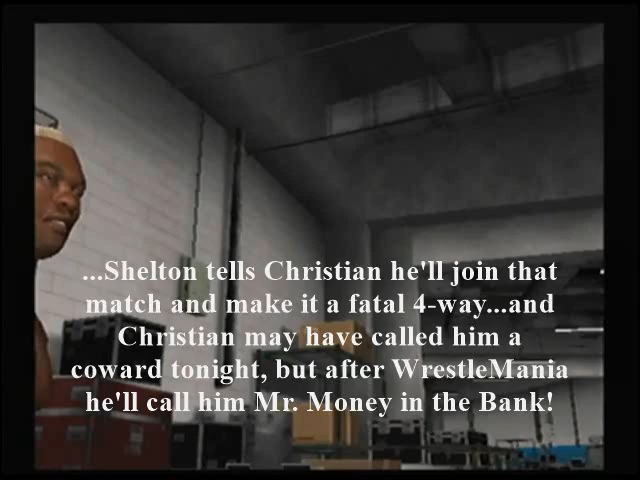 ...Shelton tells Christian he'll join that
match and make it a fatal 4-way...and
Christian may have called him a
coward tonight, but after WrestleMania
he'll call him Mr. Money in the Bank!